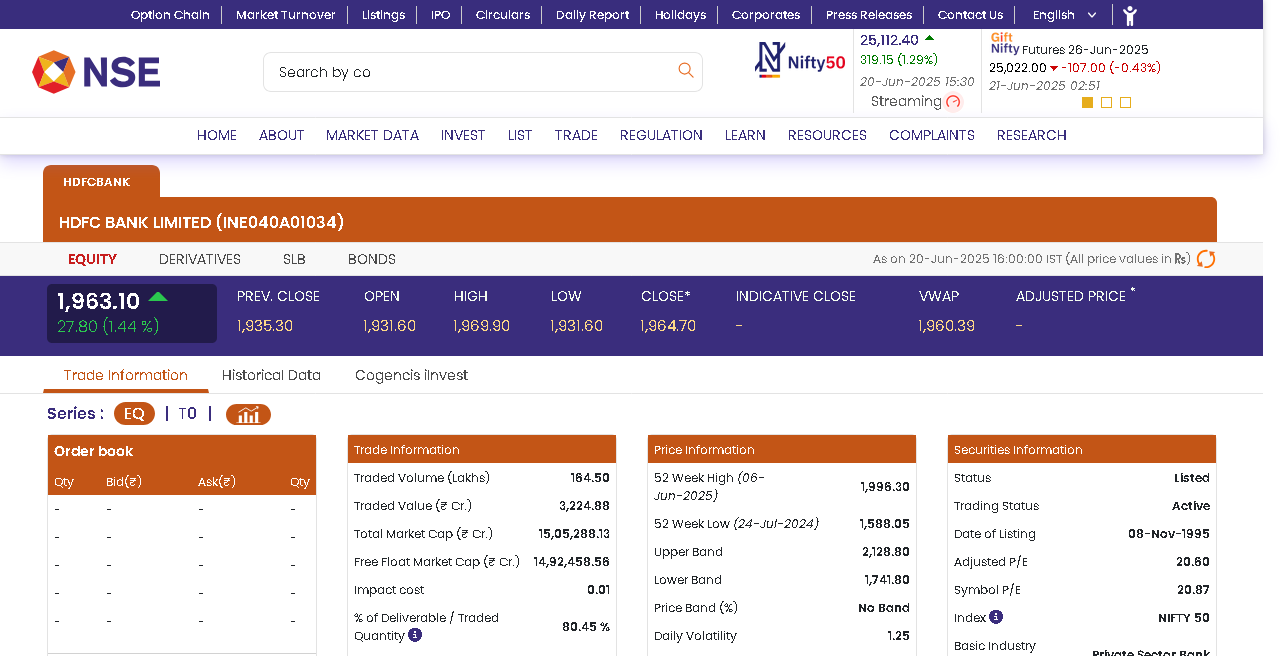 Option Chain Market Turnover Listings IPO Circulars Daily Report Holidays Corporates Press Releases Contact Us English
NSE
Search by co
Nifty50
25,112.40
319.15 (1.29%)
20-Jun-2025 15:30
Streaming
Gift
Nifty Futures 26-Jun-2025
25,022.00 -107.00 (-0.43%)
21-Jun-2025 02:51
HOME ABOUT MARKET DATA INVEST LIST TRADE REGULATION LEARN RESOURCES COMPLAINTS RESEARCH
HDFCBANK
HDFC BANK LIMITED (INE040A01034)
EQUITY DERIVATIVES SLB BONDS
As on 20-Jun-2025 16:00:00 IST (All price values in ₨)
1,963.10
27.80 (1.44 %)
PREV. CLOSE OPEN HIGH LOW CLOSE* INDICATIVE CLOSE VWAP ADJUSTED PRICE *
1,935.30 1,931.60 1,969.90 1,931.60 1,964.70 - 1,960.39 -
Trade Information Historical Data Cogencis iInvest
Series : EQ | T0 |
Order book
Qty Bid(₹) Ask(₹) Qty
- - - -
- - - -
- - - -
- - - -
- - - -
Trade Information
Traded Volume (Lakhs) 164.50
Traded Value (₹ Cr.) 3,224.88
Total Market Cap (₹ Cr.) 15,05,288.13
Free Float Market Cap (₹ Cr.) 14,92,458.56
Impact cost 0.01
% of Deliverable / Traded
Quantity i 80.45 %
Price Information
52 Week High (06-
Jun-2025) 1,996.30
52 Week Low (24-Jul-2024) 1,588.05
Upper Band 2,128.80
Lower Band 1,741.80
Price Band (%) No Band
Daily Volatility 1.25
Securities Information
Status Listed
Trading Status Active
Date of Listing 08-Nov-1995
Adjusted P/E 20.60
Symbol P/E 20.87
Index i NIFTY 50
Basic Industry Private Sector Bank